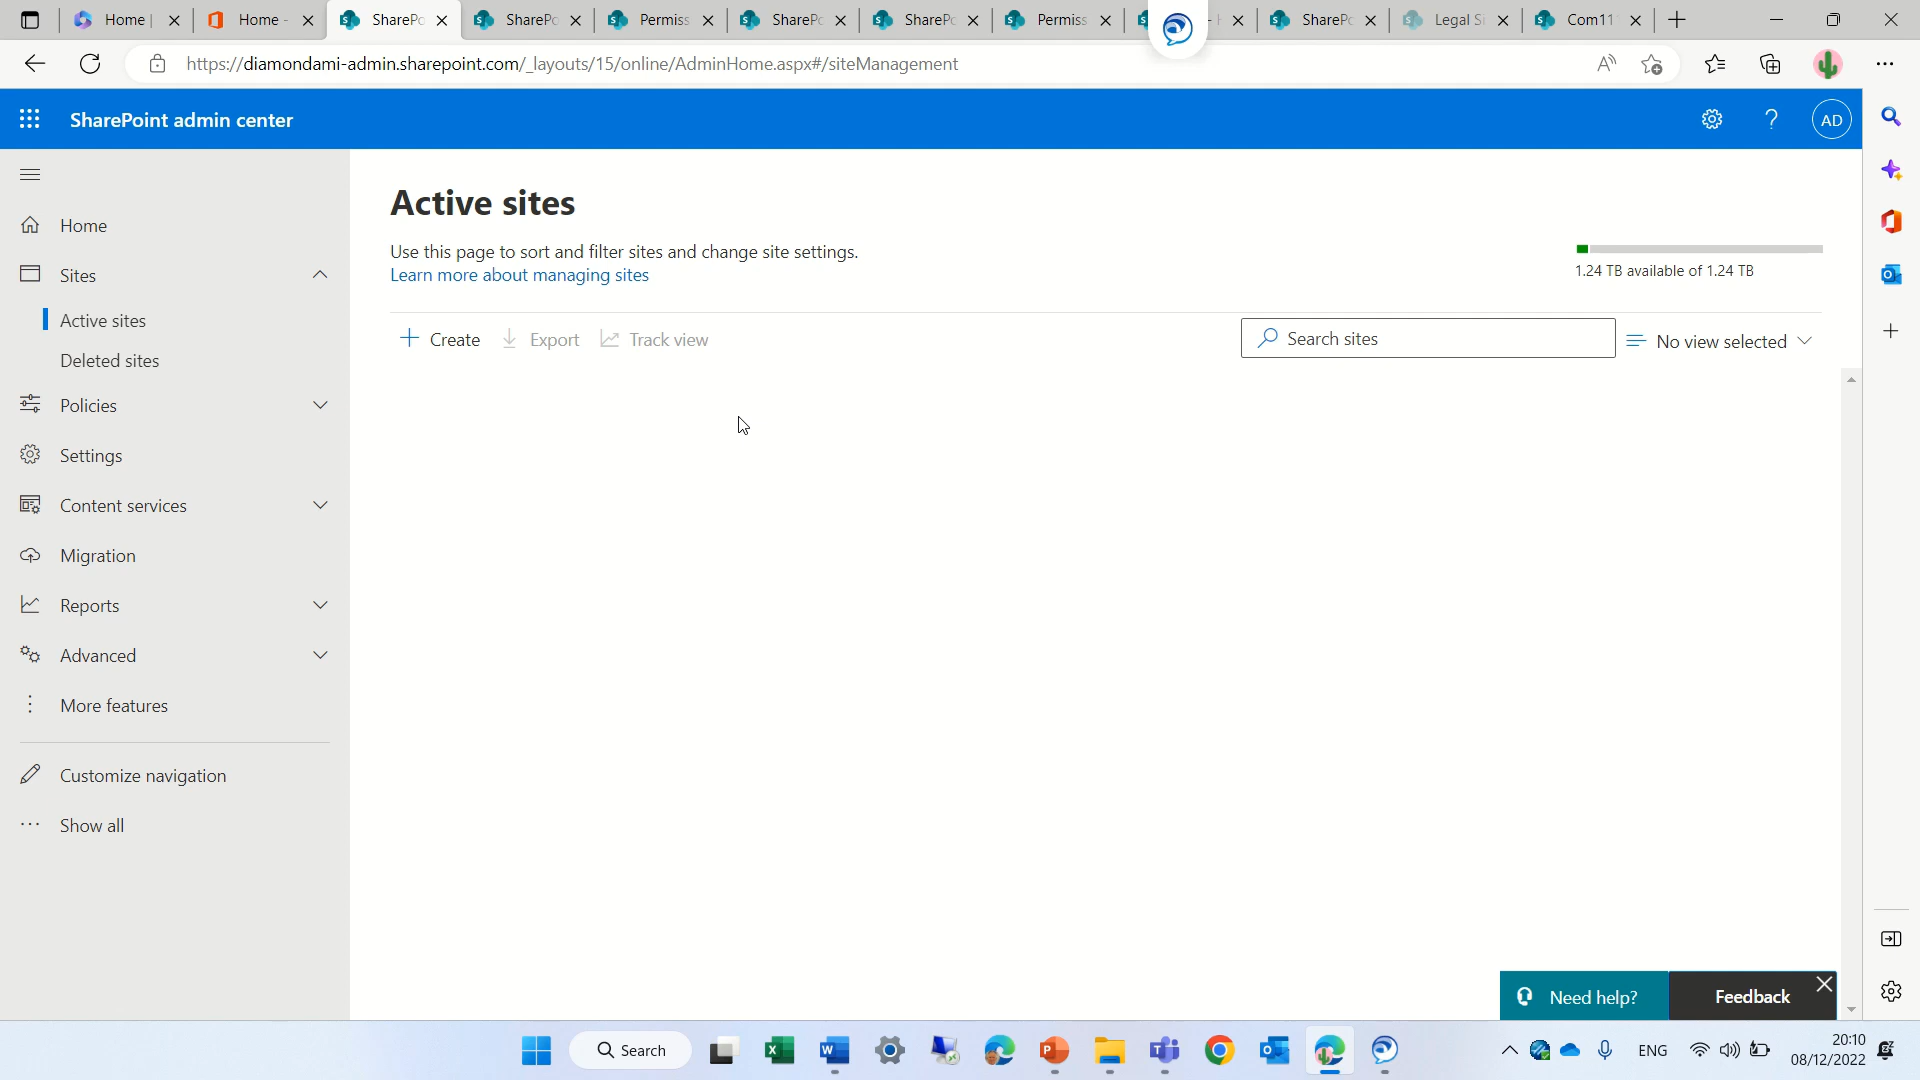 Home |
Home -
SharePo
SharePo
Permiss
SharePo
SharePo
Permiss
SharePo
Legal Si
Com11
https://diamondami-admin.sharepoint.com/_layouts/15/online/AdminHome.aspx#/siteManagement
SharePoint admin center
AD
Home
Sites
Active sites
Deleted sites
Policies
Settings
Content services
Migration
Reports
Advanced
More features
Customize navigation
Show all
Active sites
Use this page to sort and filter sites and change site settings.
Learn more about managing sites
1.24 TB available of 1.24 TB
Create
Export
Track view
Search sites
No view selected
Need help?
Feedback
Search
ENG
20:10
08/12/2022